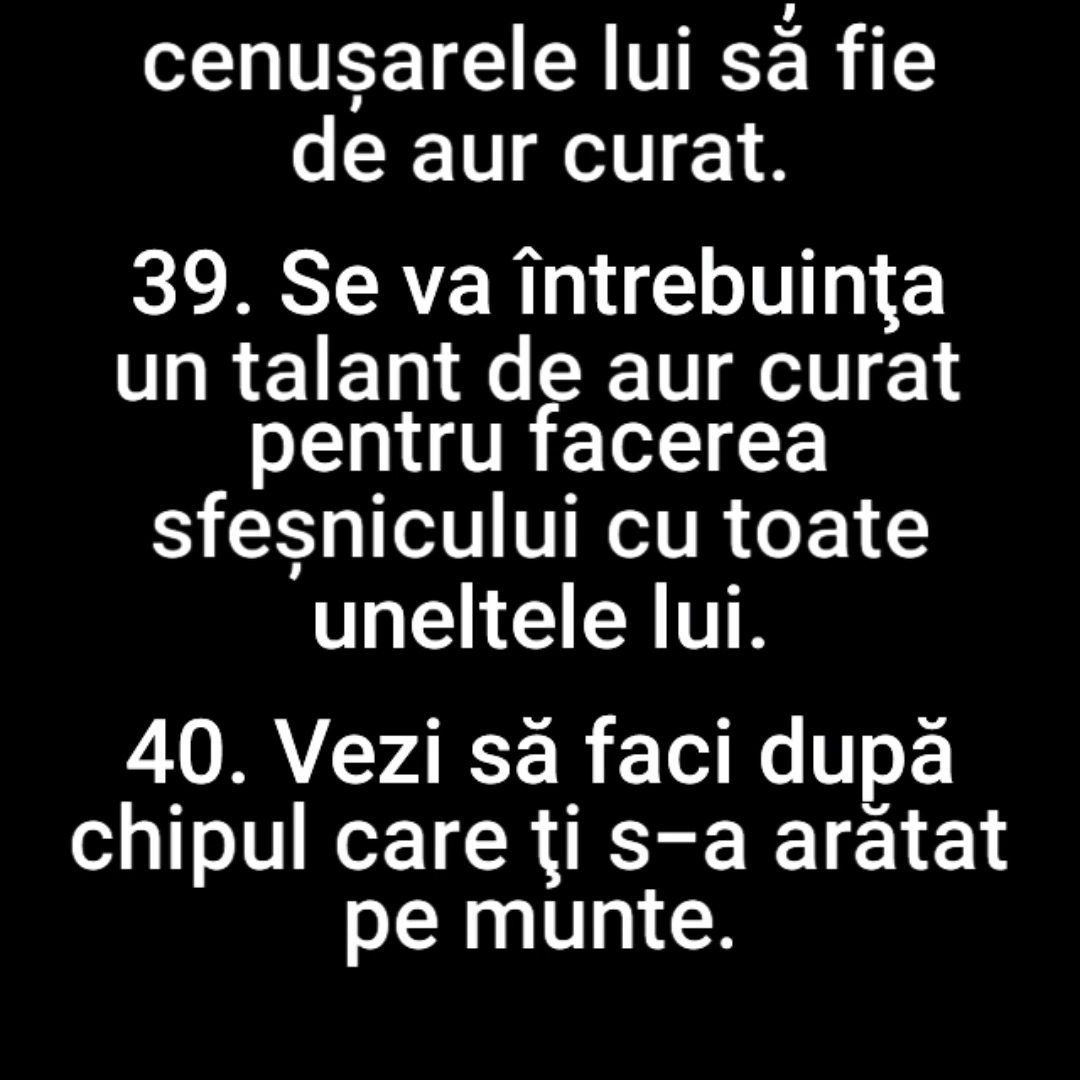 cenușarele lui să fie
de aur curat.
39. Se va întrebuinţa
un talant de aur curat
pentru facerea
sfeșnicului cu toate
uneltele lui.
40. Vezi să faci după
chipul care ţi s-a arătat
pe munte.